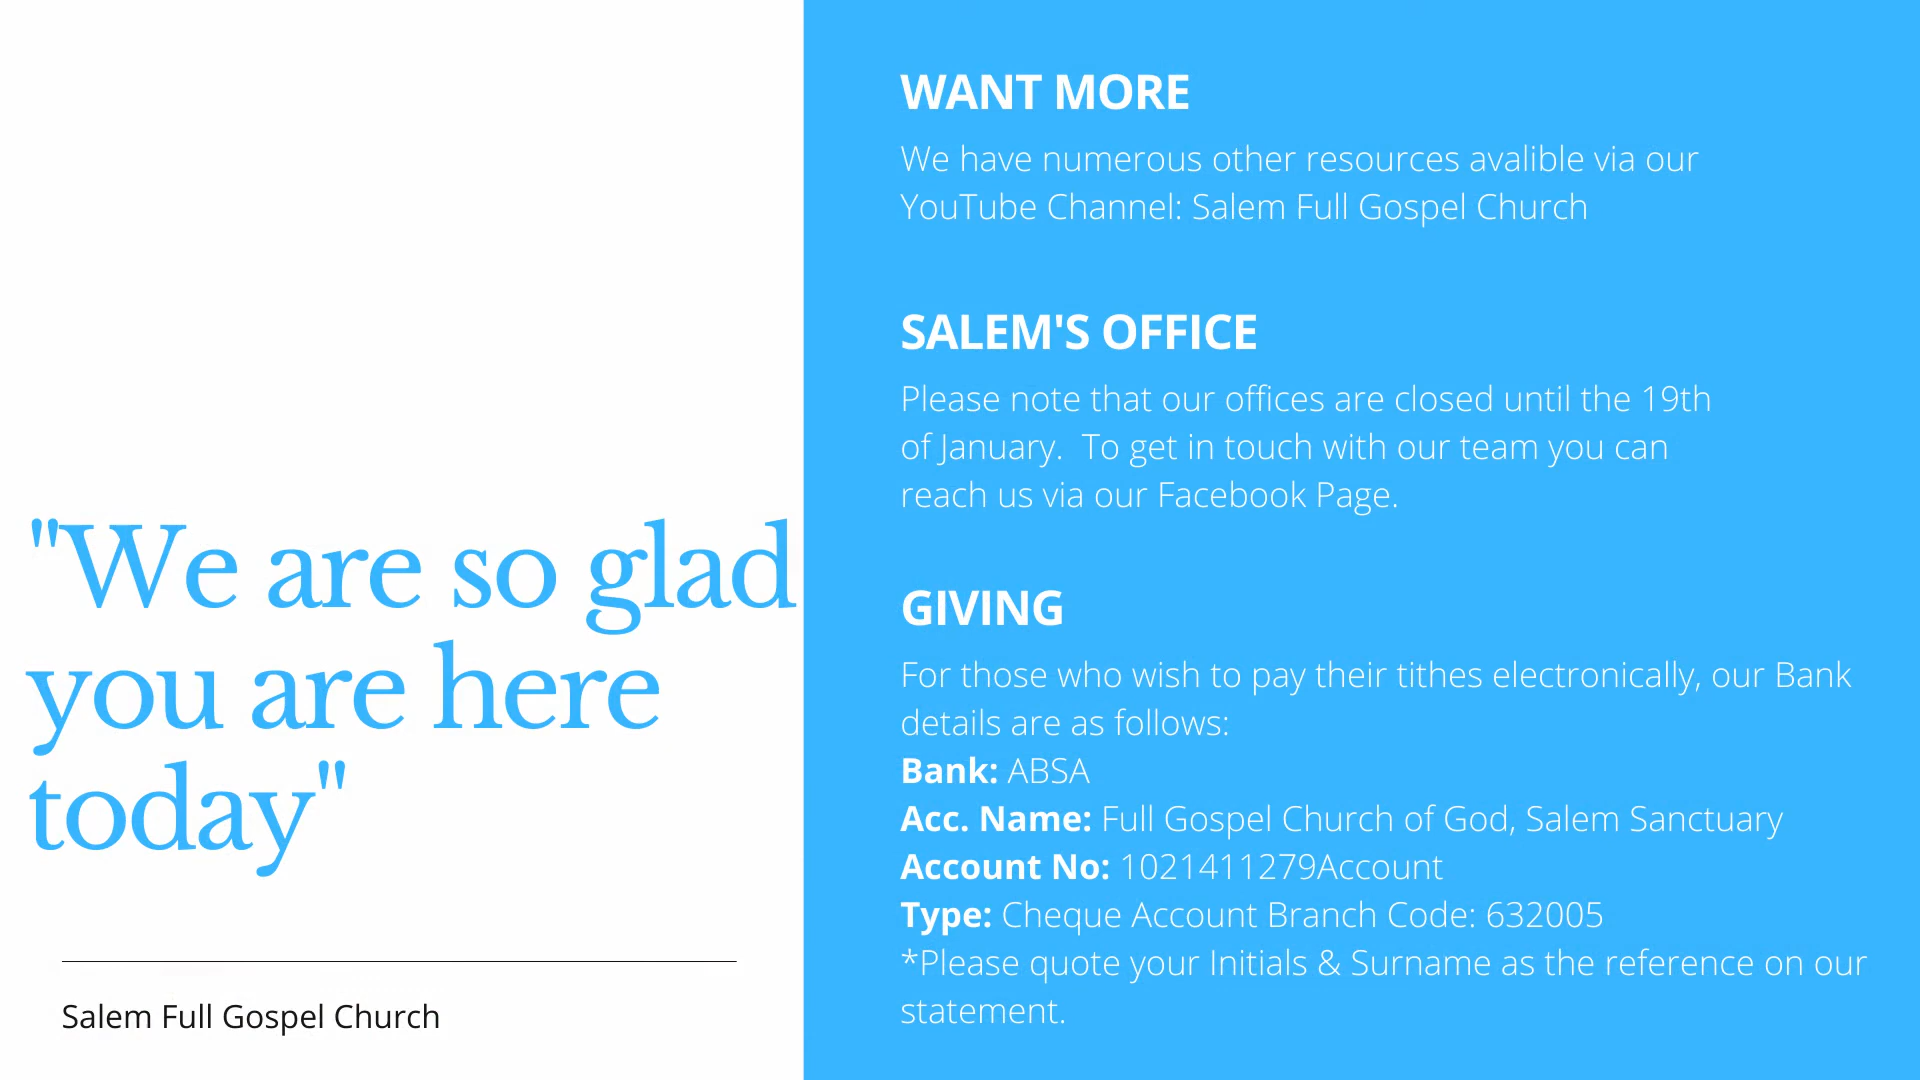 "We are so glad
you are here
today"
Salem Full Gospel Church
WANT MORE
We have numerous other resources avalible via our
YouTube Channel: Salem Full Gospel Church
SALEM'S OFFICE
Please note that our offices are closed until the 19th
of January.  To get in touch with our team you can
reach us via our Facebook Page.
GIVING
For those who wish to pay their tithes electronically, our Bank
details are as follows:
Bank: ABSA
Acc. Name: Full Gospel Church of God, Salem Sanctuary
Account No: 1021411279Account
Type: Cheque Account Branch Code: 632005
*Please quote your Initials & Surname as the reference on our
statement.